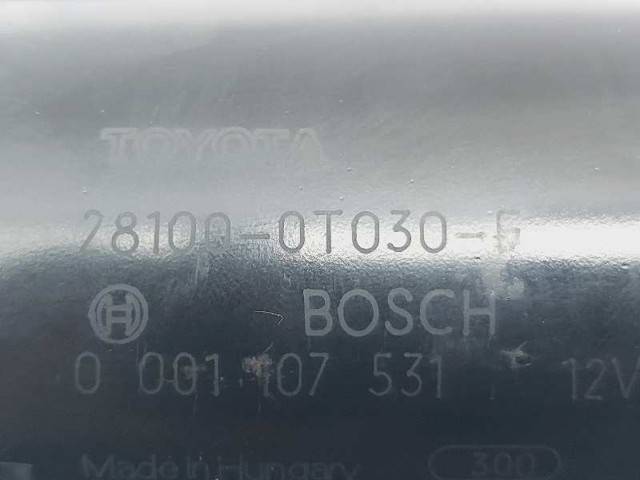 TOYOTA
28100-0T030-E
BOSCH
0 001 107 531 12V
Made in Hungary 300